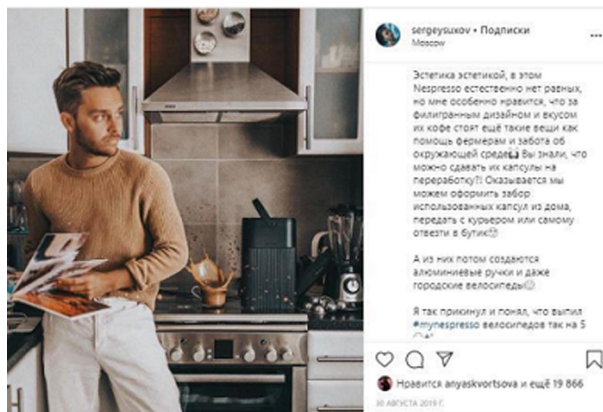 sergeysuxov • Подписки
Moscow
Эстетика эстетикой, в этом
Nespresso естественно нет равных,
но мне особенно нравится, что за
филигранным дизайном и вкусом
их кофе стоят ещё такие вещи как
помощь фермерам и забота об
окружающей среде Вы знали, что
можно сдавать их капсулы на
переработку?! Оказывается мы
можем оформить забор
использованных капсул из дома,
передать с курьером или самому
отвезти в бутик
А из них потом создаются
алюминиевые ручки и даже
городские велосипеды
Я так прикинул и понял, что выпил
#mynespresso велосипедов так на 5
Нравится anyaskvortsova и ещё 19 866
30 АВГУСТА 2019 Г.